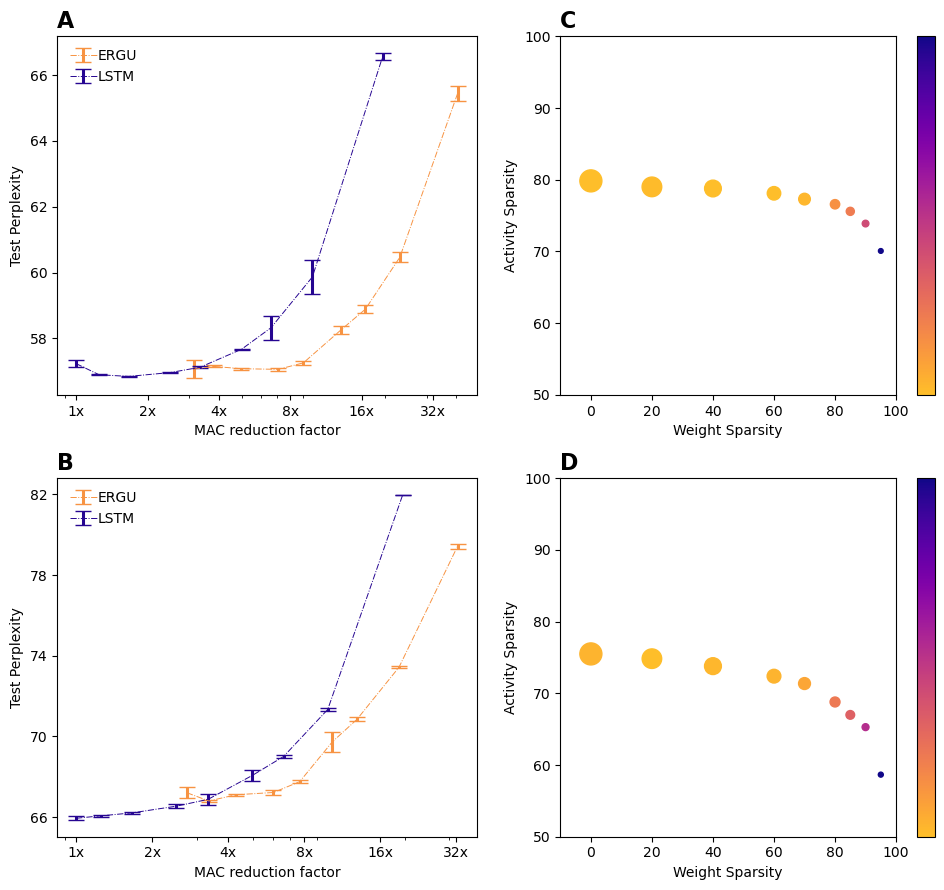 A
ERGU
LSTM
66
64
62
60
58
Test Perplexity
1x 2x 4x 8x 16x 32x
MAC reduction factor
C
100
90
80
70
60
50
Activity Sparsity
0 20 40 60 80 100
Weight Sparsity
B
ERGU
LSTM
82
78
74
70
66
Test Perplexity
1x 2x 4x 8x 16x 32x
MAC reduction factor
D
100
90
80
70
60
50
Activity Sparsity
0 20 40 60 80 100
Weight Sparsity